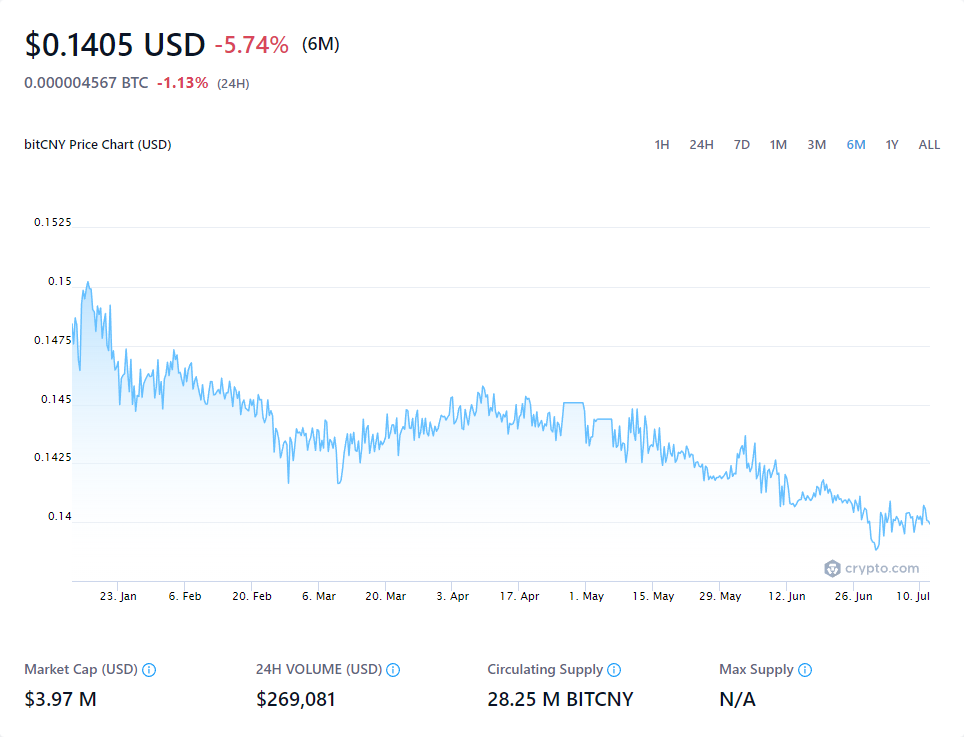 $0.1405 USD -5.74% (6M)
0.000004567 BTC -1.13% (24H)
bitCNY Price Chart (USD) 1H 24H 7D 1M 3M 6M 1Y ALL
0.1525
0.15
0.1475
0.145
0.1425
0.14
crypto.com
23. Jan 6. Feb 20. Feb 6. Mar 20. Mar 3. Apr 17. Apr 1. May 15. May 29. May 12. Jun 26. Jun 10. Jul
Market Cap (USD) 24H VOLUME (USD) Circulating Supply Max Supply
$3.97 M $269,081 28.25 M BITCNY N/A